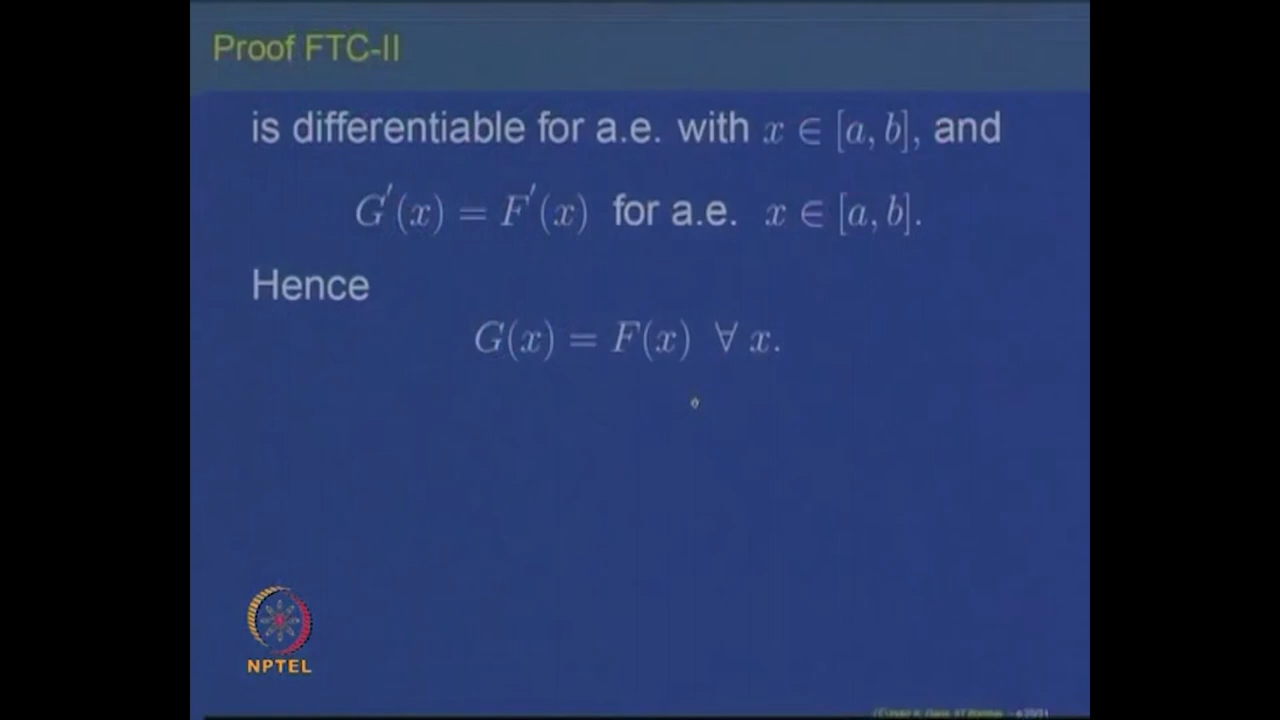 Proof FTC-II
is differentiable for a.e. with x ∈ [a, b], and
G′(x) = F′(x) for a.e. x ∈ [a, b].
Hence
G(x) = F(x) ∀ x.
NPTEL